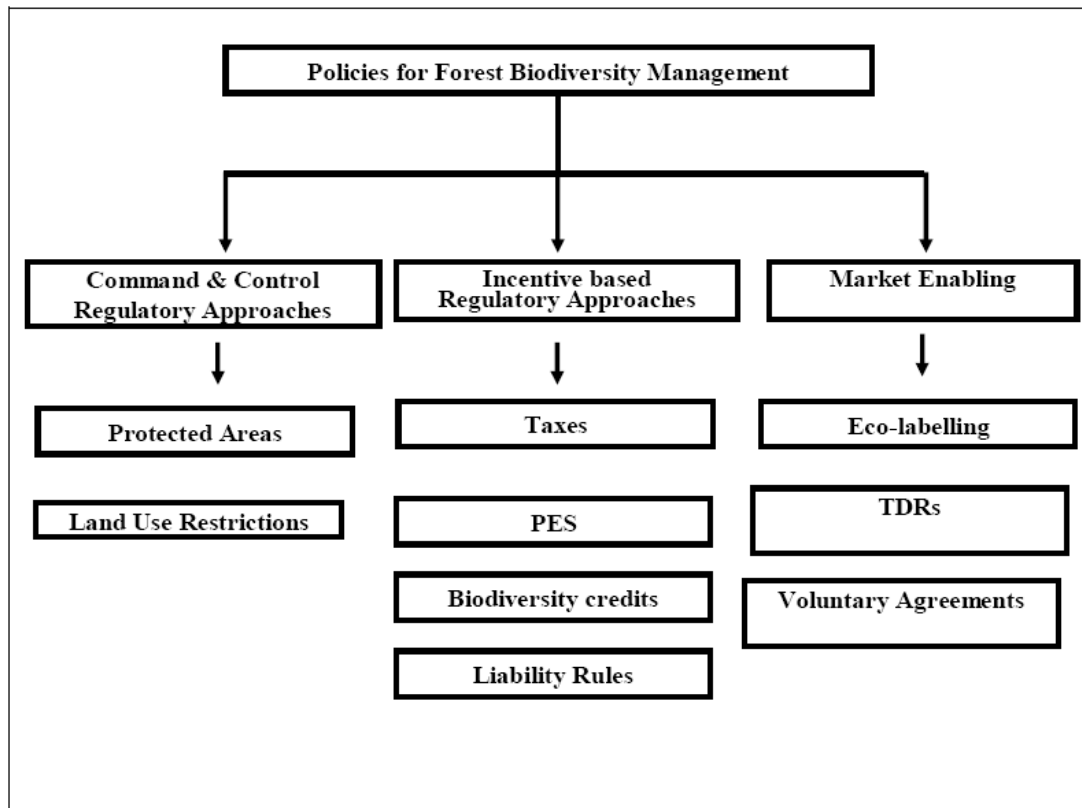 Policies for Forest Biodiversity Management
Command & Control
Regulatory Approaches
Incentive based
Regulatory Approaches
Market Enabling
Protected Areas
Taxes
Eco-labelling
Land Use Restrictions
PES
TDRs
Biodiversity credits
Voluntary Agreements
Liability Rules